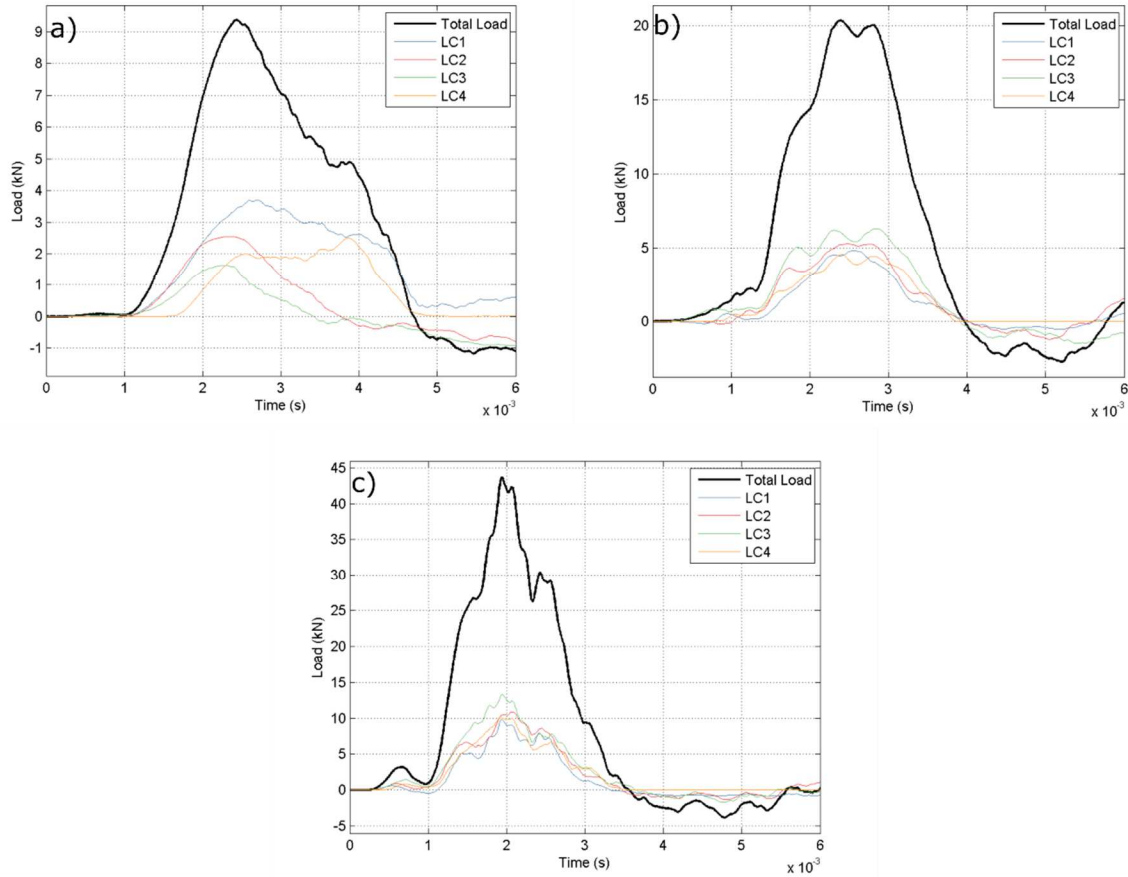 a)
Total Load
LC1
LC2
LC3
LC4
9
8
7
6
5
4
3
2
1
0
-1
Load (kN)
0 1 2 3 4 5 6
Time (s)
x 10-3
b)
Total Load
LC1
LC2
LC3
LC4
20
15
10
5
0
Load (kN)
0 1 2 3 4 5 6
Time (s)
x 10-3
c)
Total Load
LC1
LC2
LC3
LC4
45
40
35
30
25
20
15
10
5
0
-5
Load (kN)
0 1 2 3 4 5 6
Time (s)
x 10-3